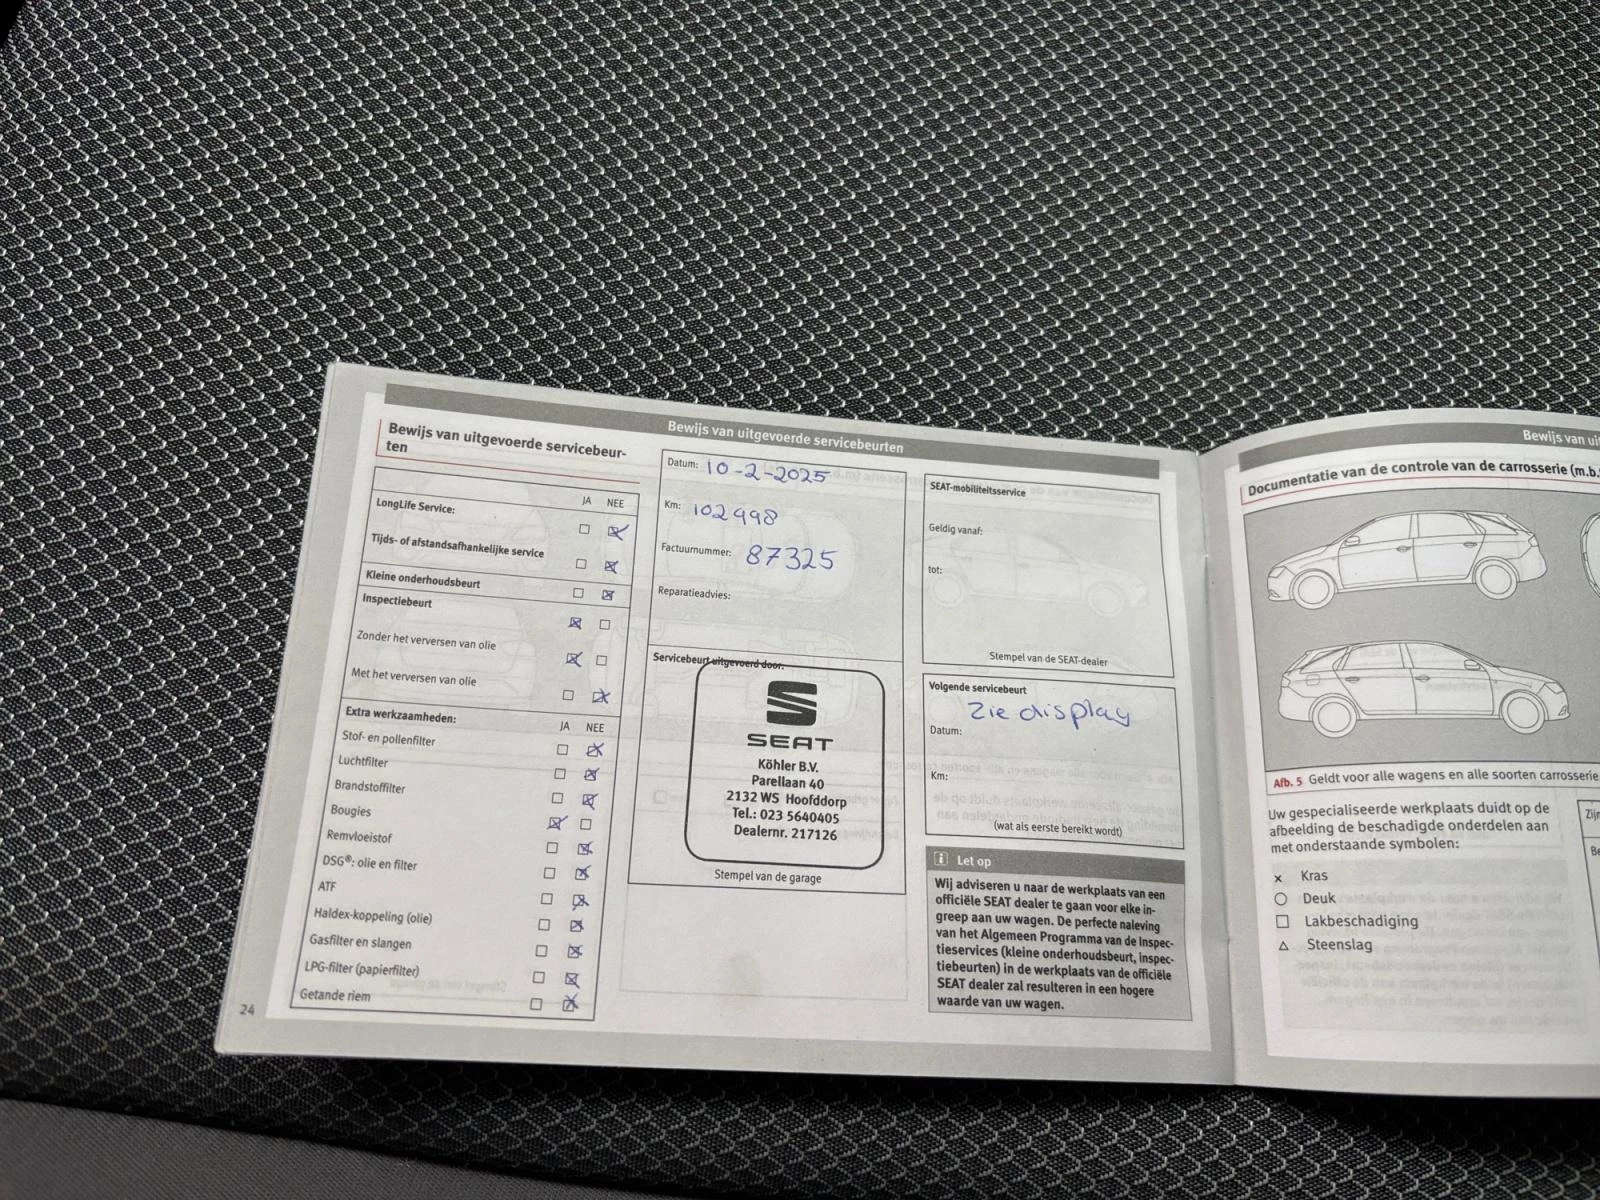 Bewijs van uitgevoerde servicebeurten
Bewijs van uitgevoerde servicebeur-
ten
JA NEE
LongLife Service:
Tijds- of afstandsafhankelijke service
Kleine onderhoudsbeurt
Inspectiebeurt
Zonder het verversen van olie
Met het verversen van olie
Extra werkzaamheden: JA NEE
Stof- en pollenfilter
Luchtfilter
Brandstoffilter
Bougies
Remvloeistof
DSG®: olie en filter
ATF
Haldex-koppeling (olie)
Gasfilter en slangen
LPG-filter (papierfilter)
Getande riem
24
Datum: 10-2-2025
Km: 102998
Factuurnummer: 87325
Reparatieadvies:
Servicebeurt uitgevoerd door:
SEAT
Köhler B.V.
Parellaan 40
2132 WS Hoofddorp
Tel.: 023 5640405
Dealernr. 217126
Stempel van de garage
SEAT-mobiliteitsservice
Geldig vanaf:
tot:
Stempel van de SEAT-dealer
Volgende servicebeurt
Zie display
Datum:
Km:
(wat als eerste bereikt wordt)
i Let op
Wij adviseren u naar de werkplaats van een
officiële SEAT dealer te gaan voor elke in-
greep aan uw wagen. De perfecte naleving
van het Algemeen Programma van de Inspec-
tieservices (kleine onderhoudsbeurt, inspec-
tiebeurten) in de werkplaats van de officiële
SEAT dealer zal resulteren in een hogere
waarde van uw wagen.
Bewijs van
Documentatie van de controle van de carrosserie (m.b.
Afb. 5 Geldt voor alle wagens en alle soorten carrosserie
Uw gespecialiseerde werkplaats duidt op de
afbeelding de beschadigde onderdelen aan
met onderstaande symbolen:
Kras
Deuk
Lakbeschadiging
Steenslag